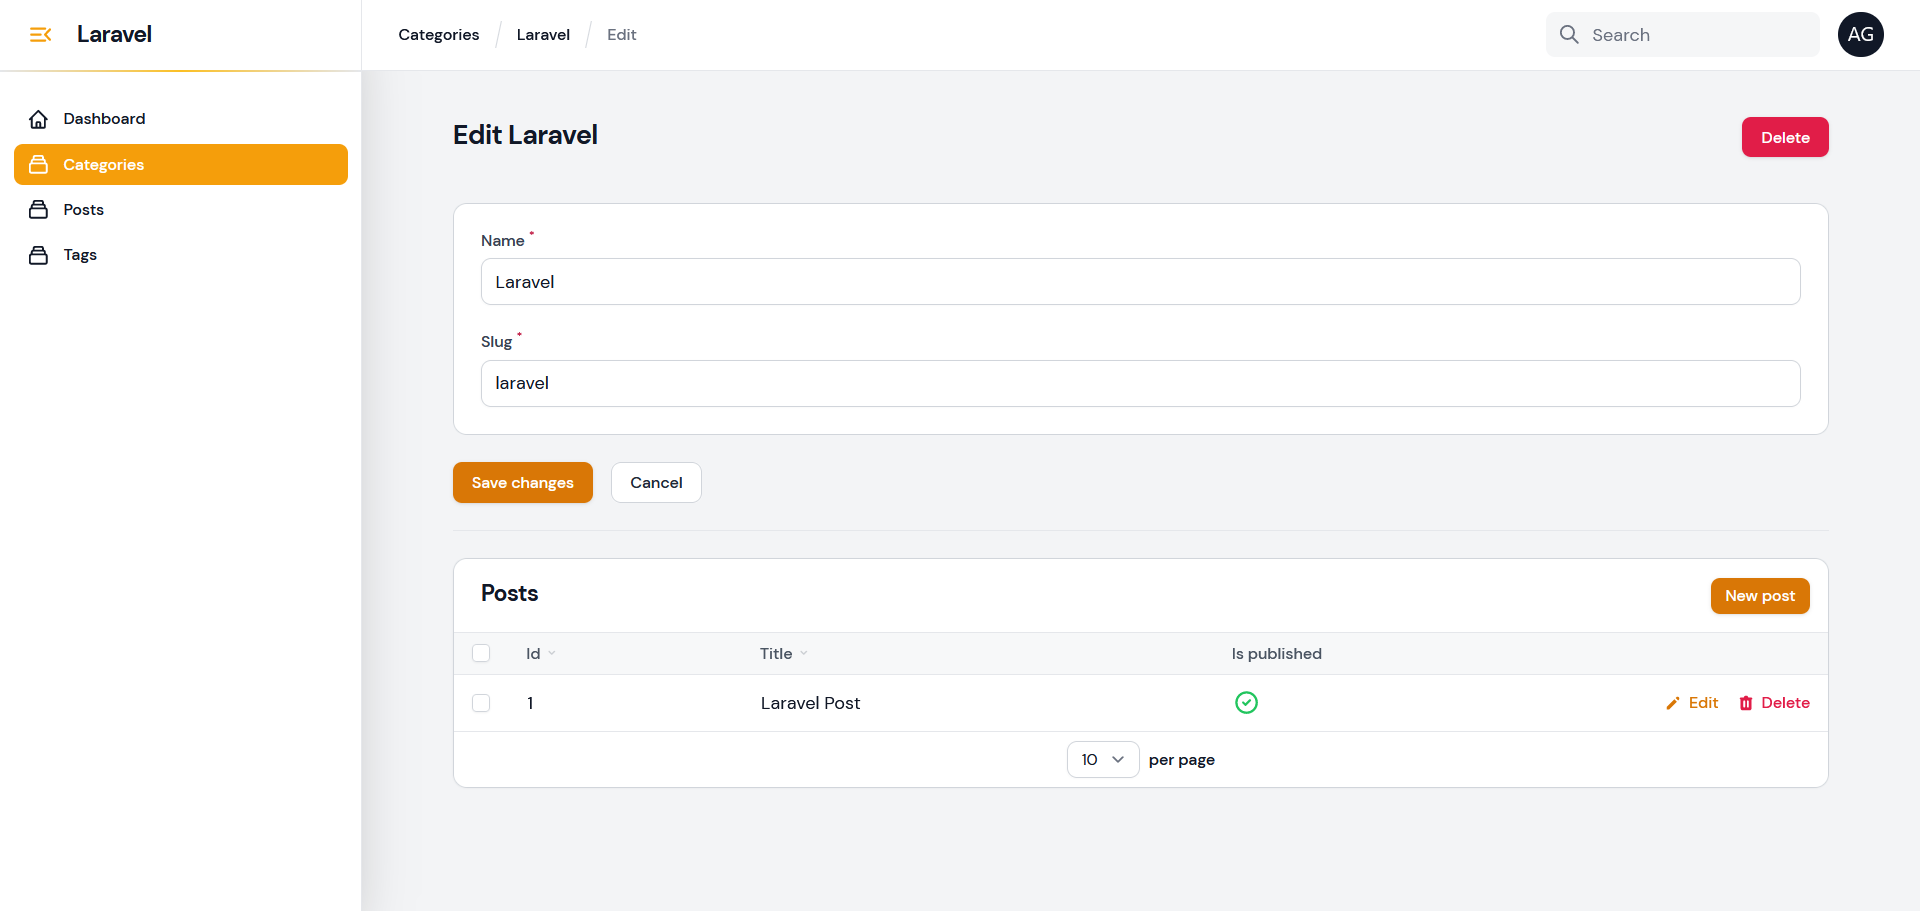 Laravel
Categories / Laravel / Edit
Search
AG
Dashboard
Categories
Posts
Tags
Edit Laravel
Delete
Name *
Laravel
Slug *
laravel
Save changes
Cancel
Posts
New post
Id
Title
Is published
1
Laravel Post
Edit
Delete
10
per page